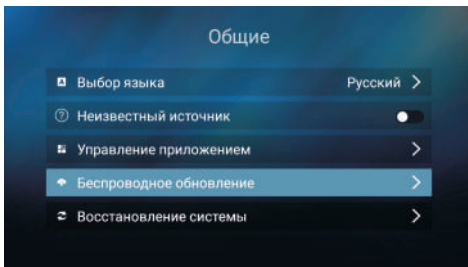 Общие
Выбор языка Русский
Неизвестный источник
Управление приложением
Беспроводное обновление
Восстановление системы